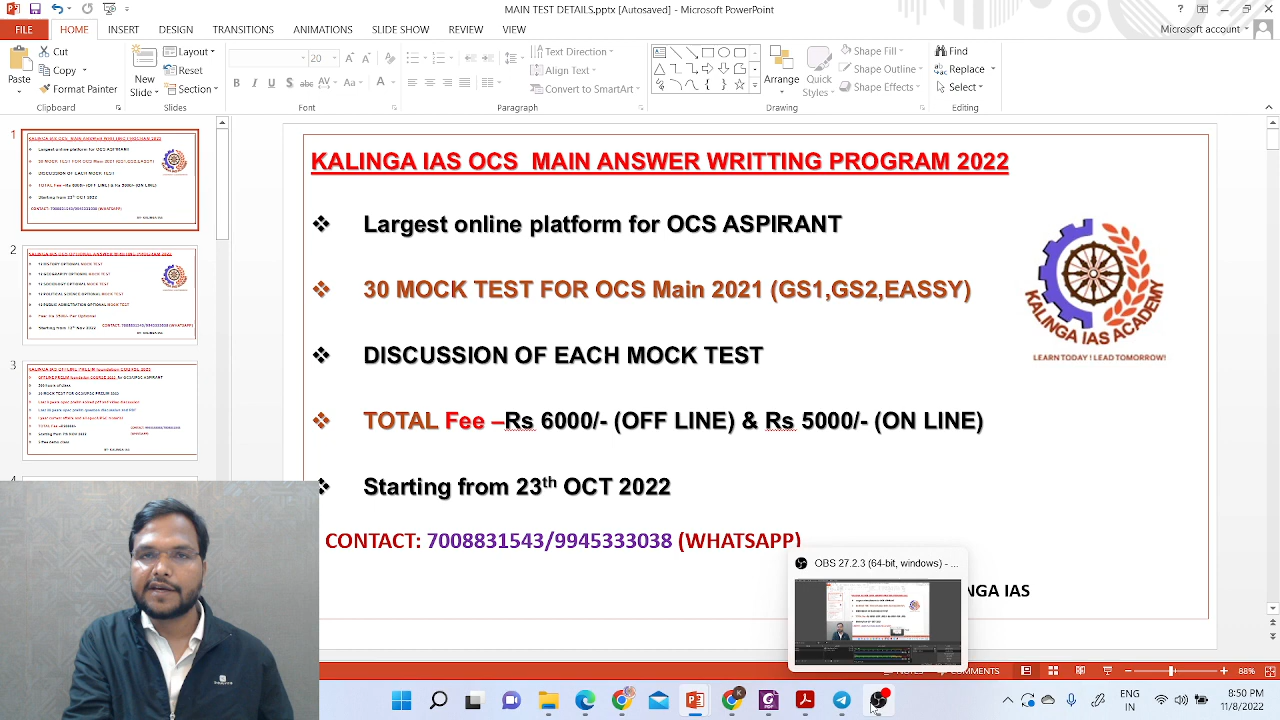 MAIN TEST DETAILS.pptx [Autosaved] - Microsoft PowerPoint
FILE HOME INSERT DESIGN TRANSITIONS ANIMATIONS SLIDE SHOW REVIEW VIEW Microsoft account
Paste Cut Copy Format Painter Clipboard
New Slide Layout Reset Section Slides
20 Font
Text Direction Align Text Convert to SmartArt Paragraph
Arrange Quick Styles Shape Fill Shape Outline Shape Effects Drawing
Find Replace Select Editing
1
2
3
KALINGA IAS OCS MAIN ANSWER WRITTING PROGRAM 2022
Largest online platform for OCS ASPIRANT
30 MOCK TEST FOR OCS Main 2021 (GS1,GS2,EASSY)
DISCUSSION OF EACH MOCK TEST
TOTAL Fee –Rs 6000/- (OFF LINE) & Rs 5000/- (ON LINE)
Starting from 23th OCT 2022
CONTACT: 7008831543/9945333038 (WHATSAPP)
KALINGA IAS ACADEMY
LEARN TODAY ! LEAD TOMORROW!
OBS 27.2.3 (64-bit, windows) - ...
NGA IAS
COMMENTS 88%
ENG
IN
8:50 PM
11/8/2022